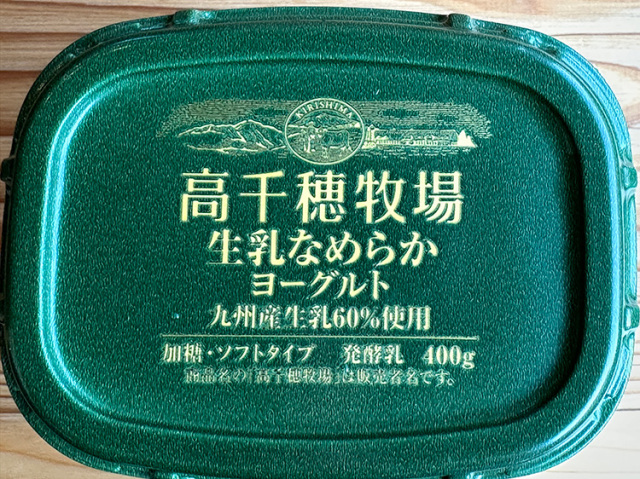 KIRISHIMA
高千穂牧場
生乳なめらか
ヨーグルト
九州産生乳60%使用
加糖・ソフトタイプ 発酵乳 400g
商品名の「高千穂牧場」は販売者名です。